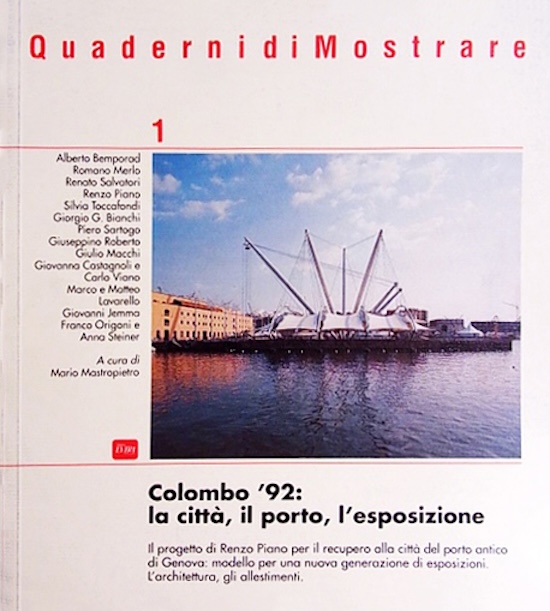 Quaderni di Mostrare
1
Alberto Bemporad
Romano Merlo
Renato Salvatori
Renzo Piano
Silvia Toccafondi
Giorgio G. Bianchi
Piero Sartogo
Giuseppino Roberto
Giulio Macchi
Giovanna Castagnoli e
Carlo Viano
Marco e Matteo
Lavarello
Giovanni Jemma
Franco Origoni e
Anna Steiner
A cura di
Mario Mastropietro
Colombo ’92:
la città, il porto, l’esposizione
Il progetto di Renzo Piano per il recupero alla città del porto antico
di Genova: modello per una nuova generazione di esposizioni.
L’architettura, gli allestimenti.